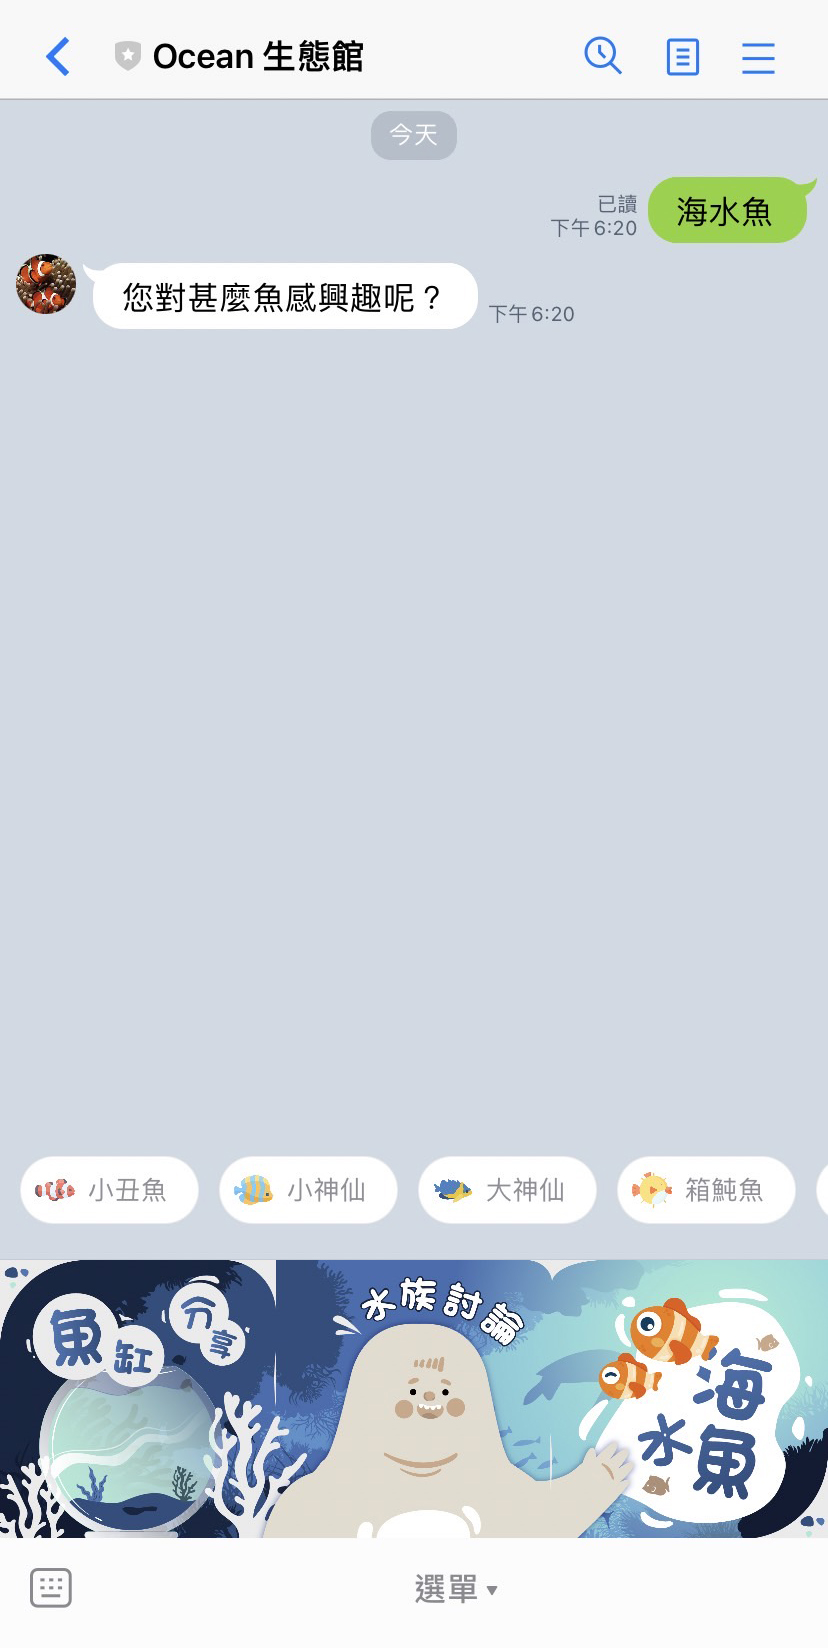 Ocean 生態館
今天
海水魚
已讀
下午 6:20
您對甚麼魚感興趣呢？
下午 6:20
小丑魚
小神仙
大神仙
箱魨魚
魚缸
分享
水族討論
海
水魚
選單